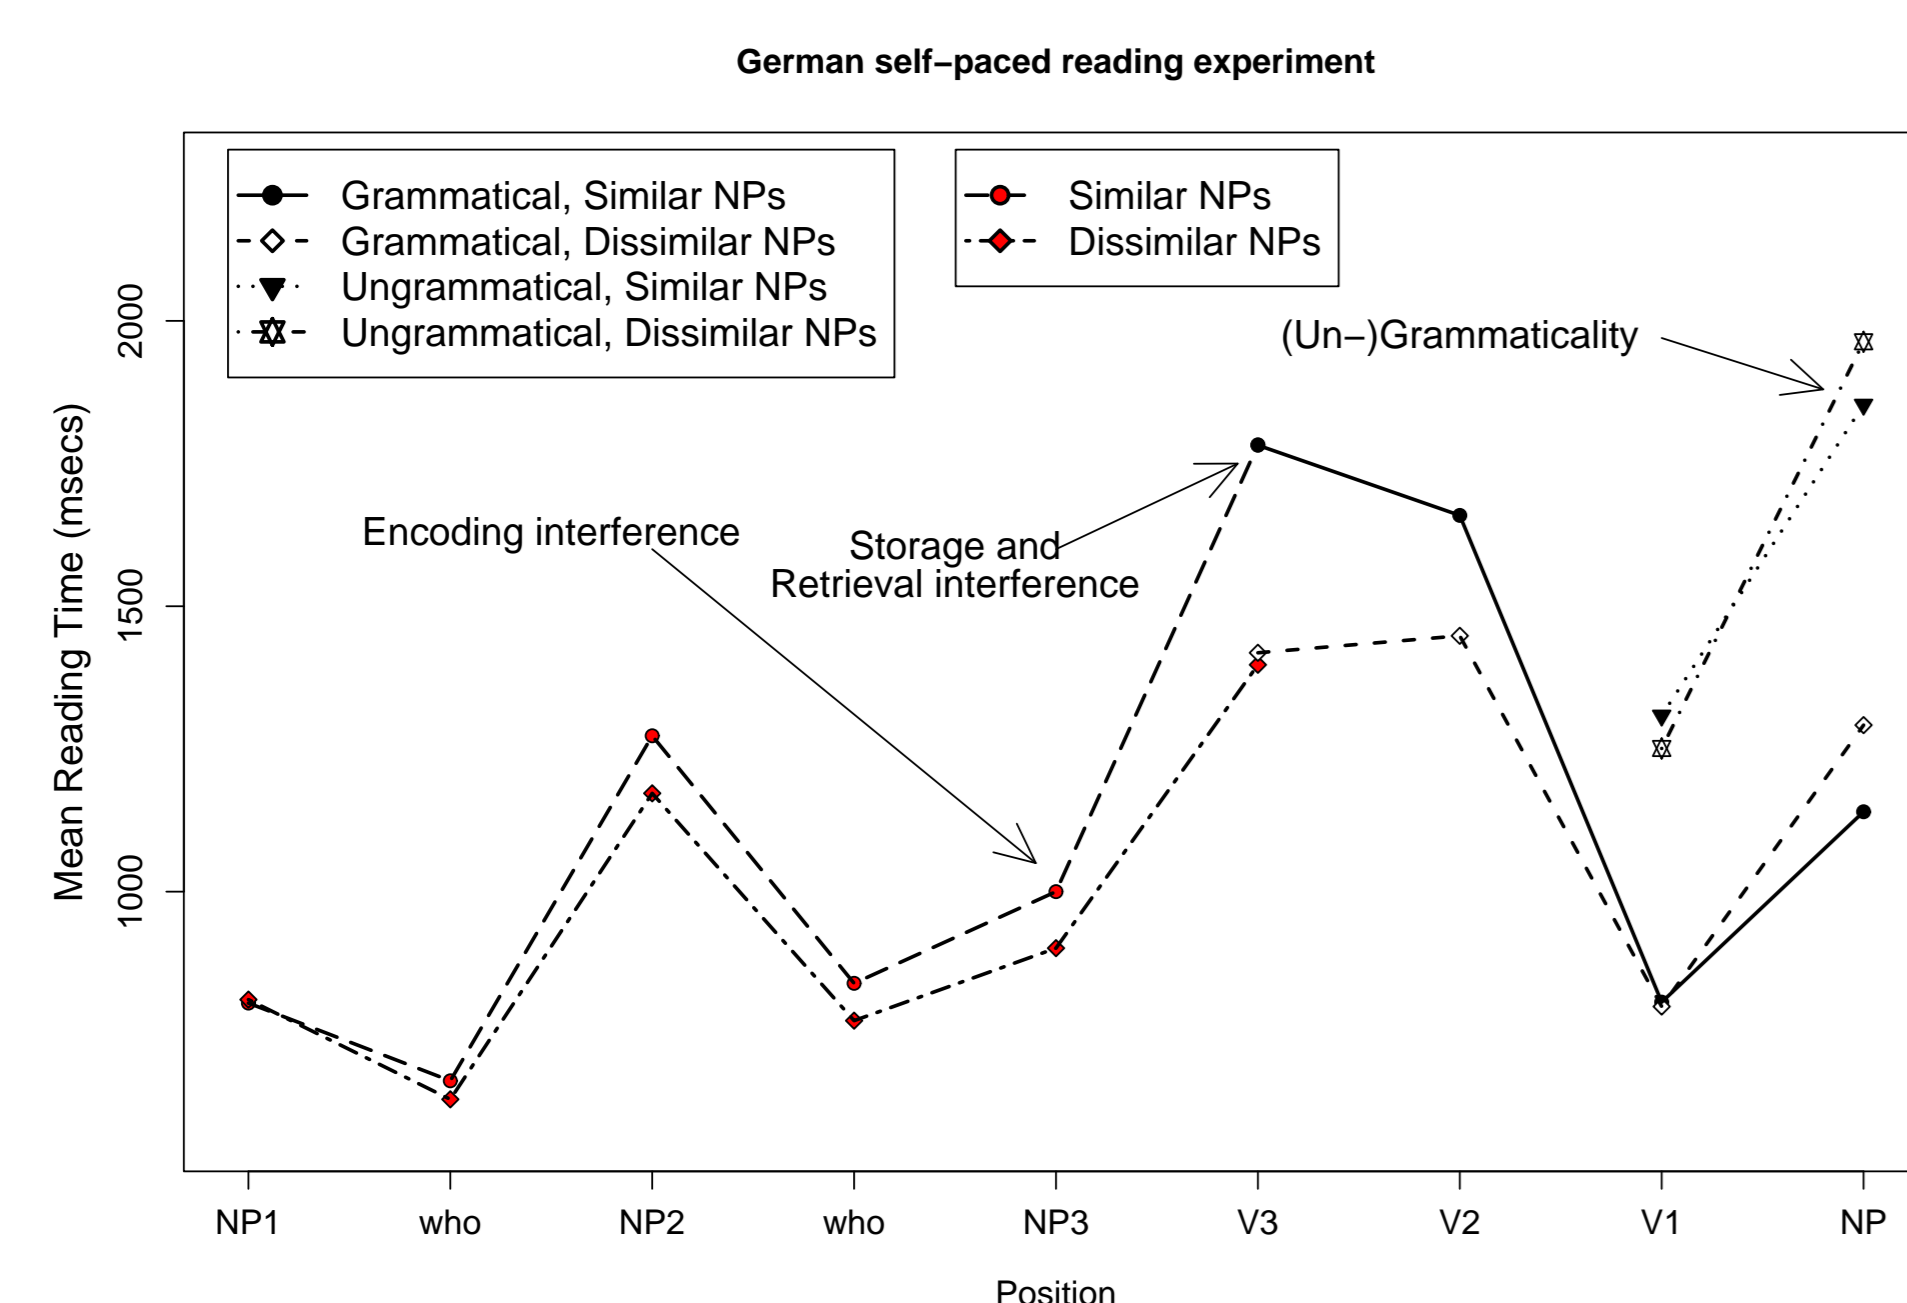 German self−paced reading experiment
Grammatical, Similar NPs
Grammatical, Dissimilar NPs
Ungrammatical, Similar NPs
Ungrammatical, Dissimilar NPs
Similar NPs
Dissimilar NPs
(Un−)Grammaticality
Encoding interference
Storage and
Retrieval interference
Mean Reading Time (msecs)
2000
1500
1000
NP1 who NP2 who NP3 V3 V2 V1 NP
Position